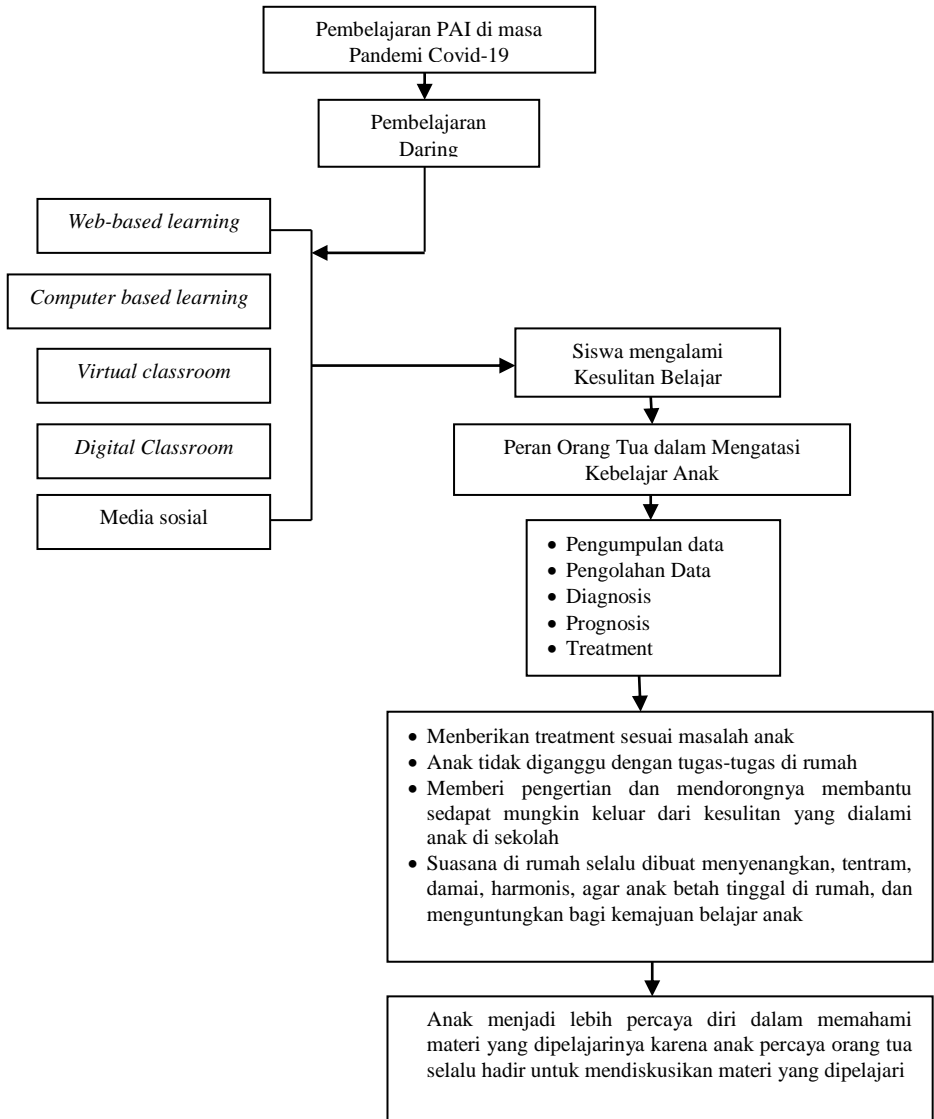 Pembelajaran PAI di masa
Pandemi Covid-19
Pembelajaran
Daring
Web-based learning
Computer based learning
Virtual classroom
Digital Classroom
Media sosial
Siswa mengalami
Kesulitan Belajar
Peran Orang Tua dalam Mengatasi
Kebelajar Anak
• Pengumpulan data
• Pengolahan Data
• Diagnosis
• Prognosis
• Treatment
• Menberikan treatment sesuai masalah anak
• Anak tidak diganggu dengan tugas-tugas di rumah
• Memberi pengertian dan mendorongnya membantu
sedapat mungkin keluar dari kesulitan yang dialami
anak di sekolah
• Suasana di rumah selalu dibuat menyenangkan, tentram,
damai, harmonis, agar anak betah tinggal di rumah, dan
menguntungkan bagi kemajuan belajar anak
Anak menjadi lebih percaya diri dalam memahami
materi yang dipelajarinya karena anak percaya orang tua
selalu hadir untuk mendiskusikan materi yang dipelajari